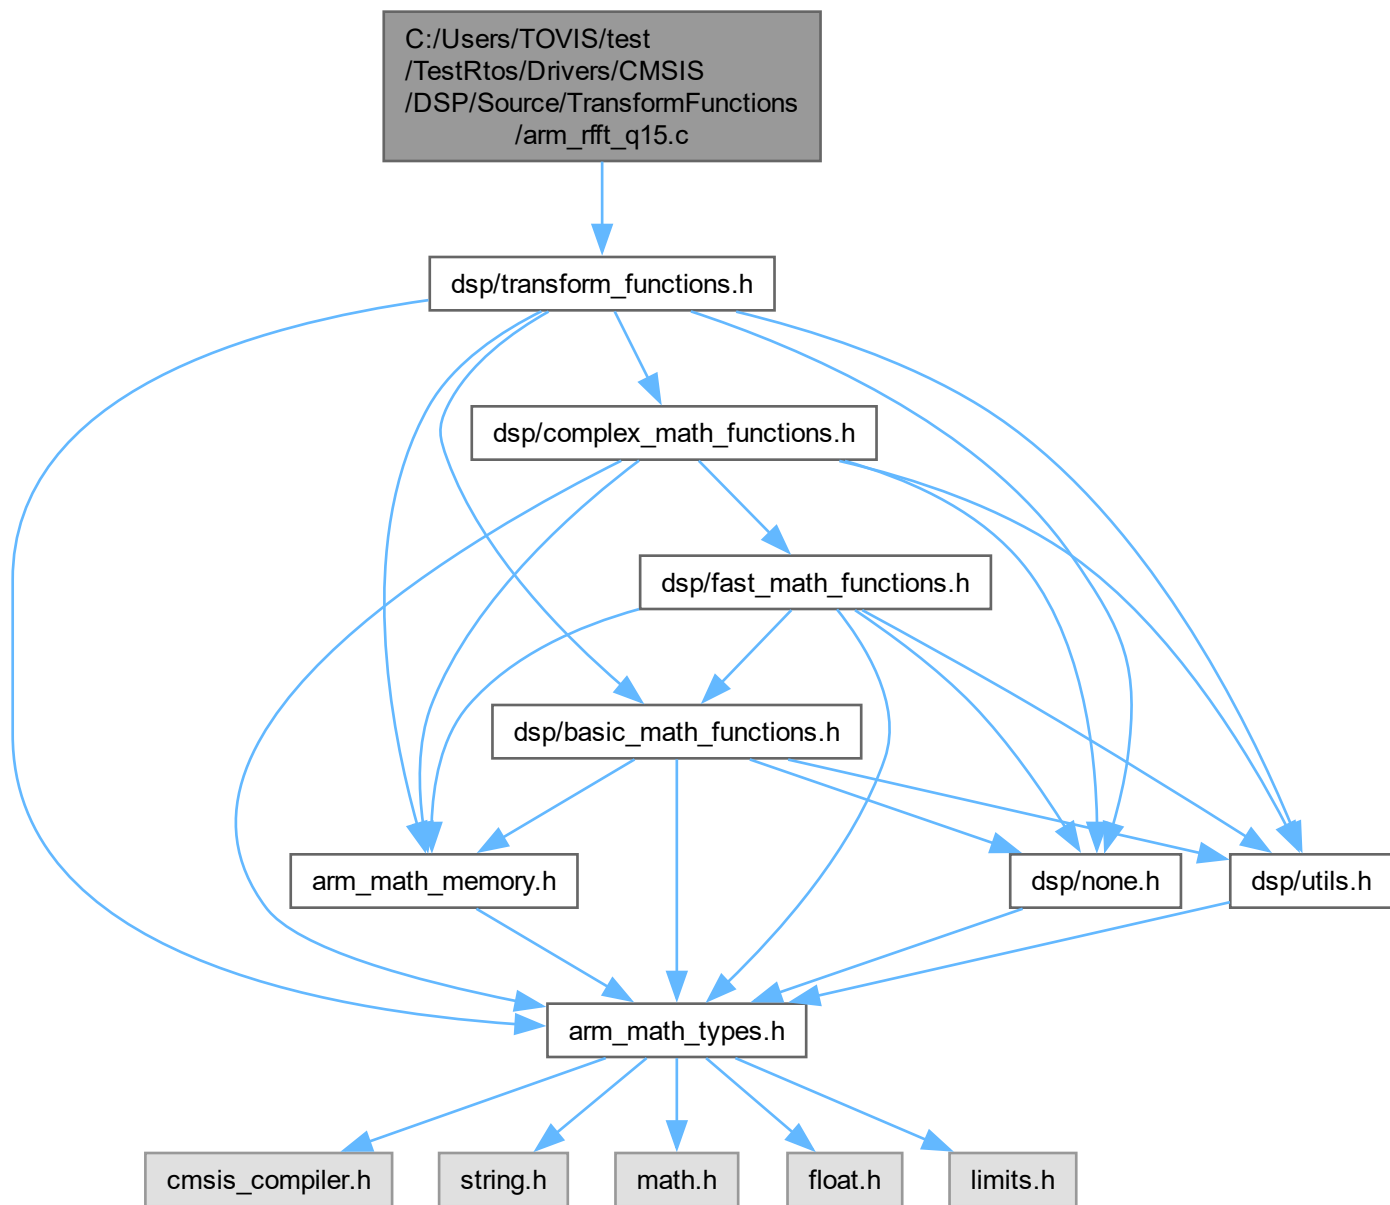 C:/Users/TOVIS/test
/TestRtos/Drivers/CMSIS
/DSP/Source/TransformFunctions
/arm_rfft_q15.c
dsp/transform_functions.h
dsp/complex_math_functions.h
dsp/fast_math_functions.h
dsp/basic_math_functions.h
arm_math_memory.h
dsp/none.h
dsp/utils.h
arm_math_types.h
cmsis_compiler.h
string.h
math.h
float.h
limits.h